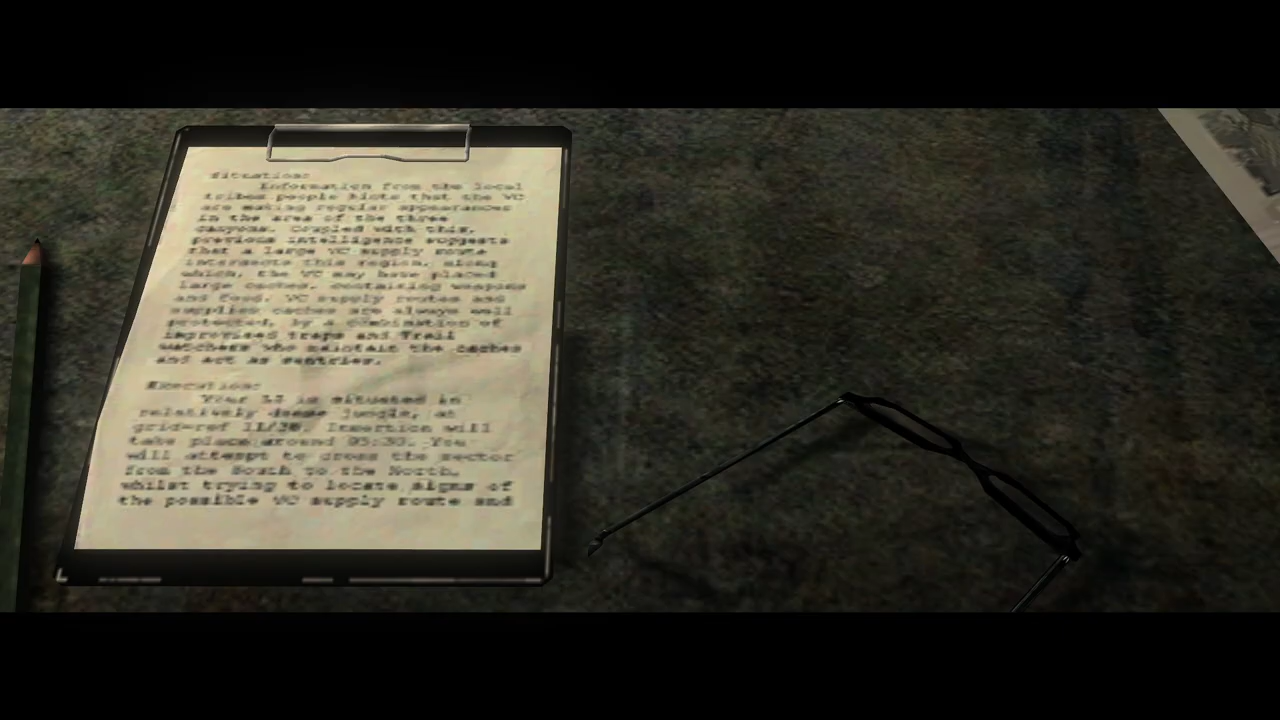 Situation:
Information from the local
tribes people hints that the VC
are making regular appearances
in the area of the three
canyons. Coupled with this,
previous intelligence suggests
that a large VC supply route
intersects this region, along
which, the VC may have placed
large caches, containing weapons
and food. VC supply routes and
supplies caches are always well
protected, by a combination of
improvised traps and Trail
watchers who maintain the caches
and act as sentries.
Execution:
Your LZ is situated in
relatively dense jungle, at
grid-ref 11/20. Insertion will
take place around 05:30. You
will attempt to cross the sector
from the South to the North,
whilst trying to locate signs of
the possible VC supply route and